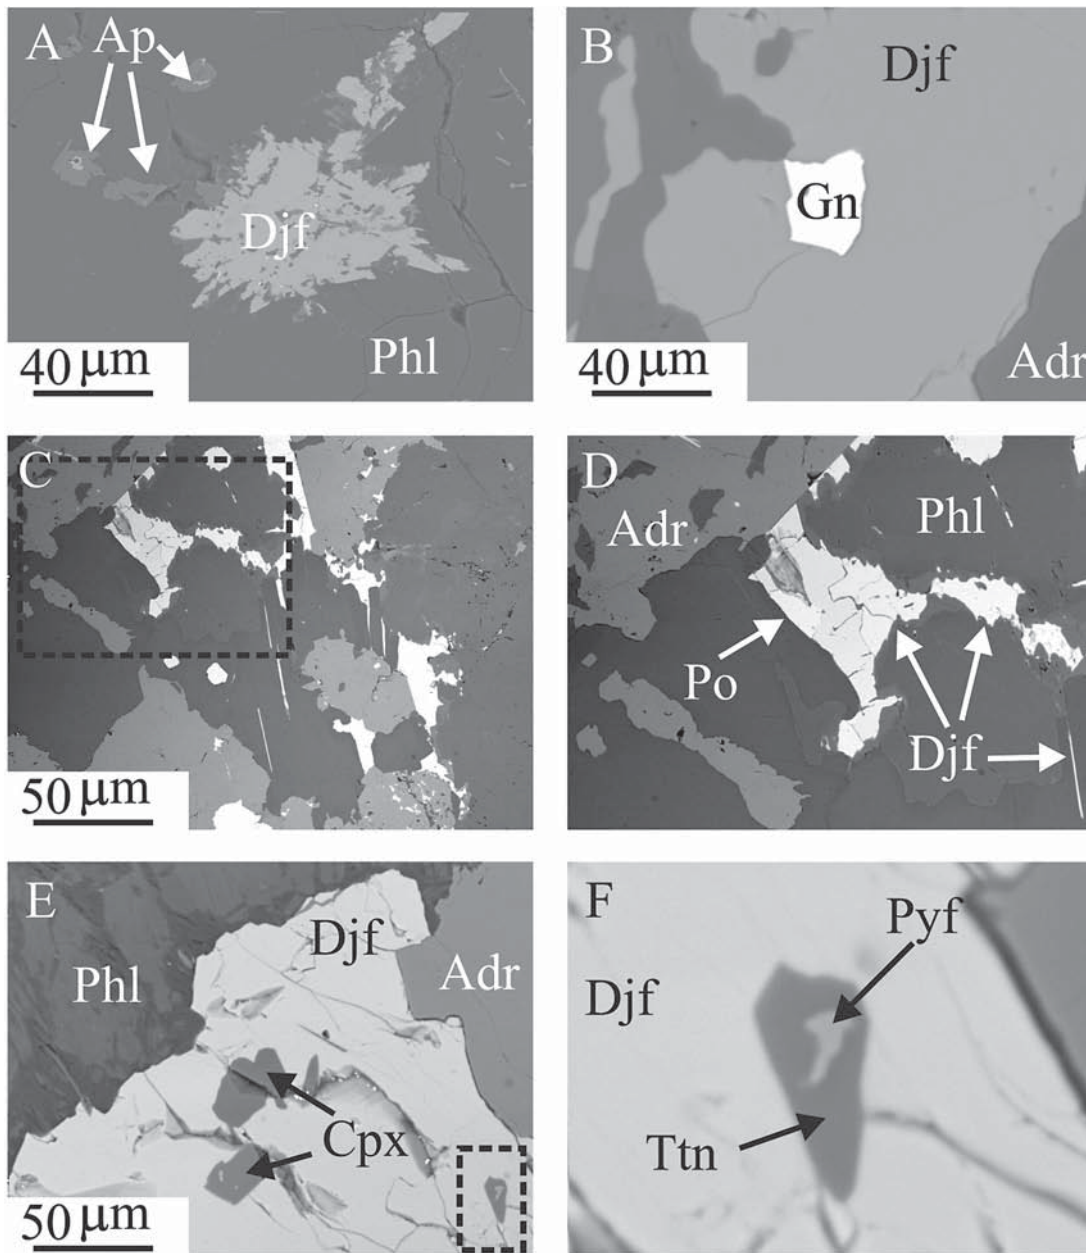 A
Ap
Djf
Phl
40 μm
B
Djf
Gn
Adr
40 μm
C
50 μm
D
Adr
Phl
Po
Djf
E
Djf
Phl
Adr
Cpx
50 μm
F
Pyf
Djf
Ttn